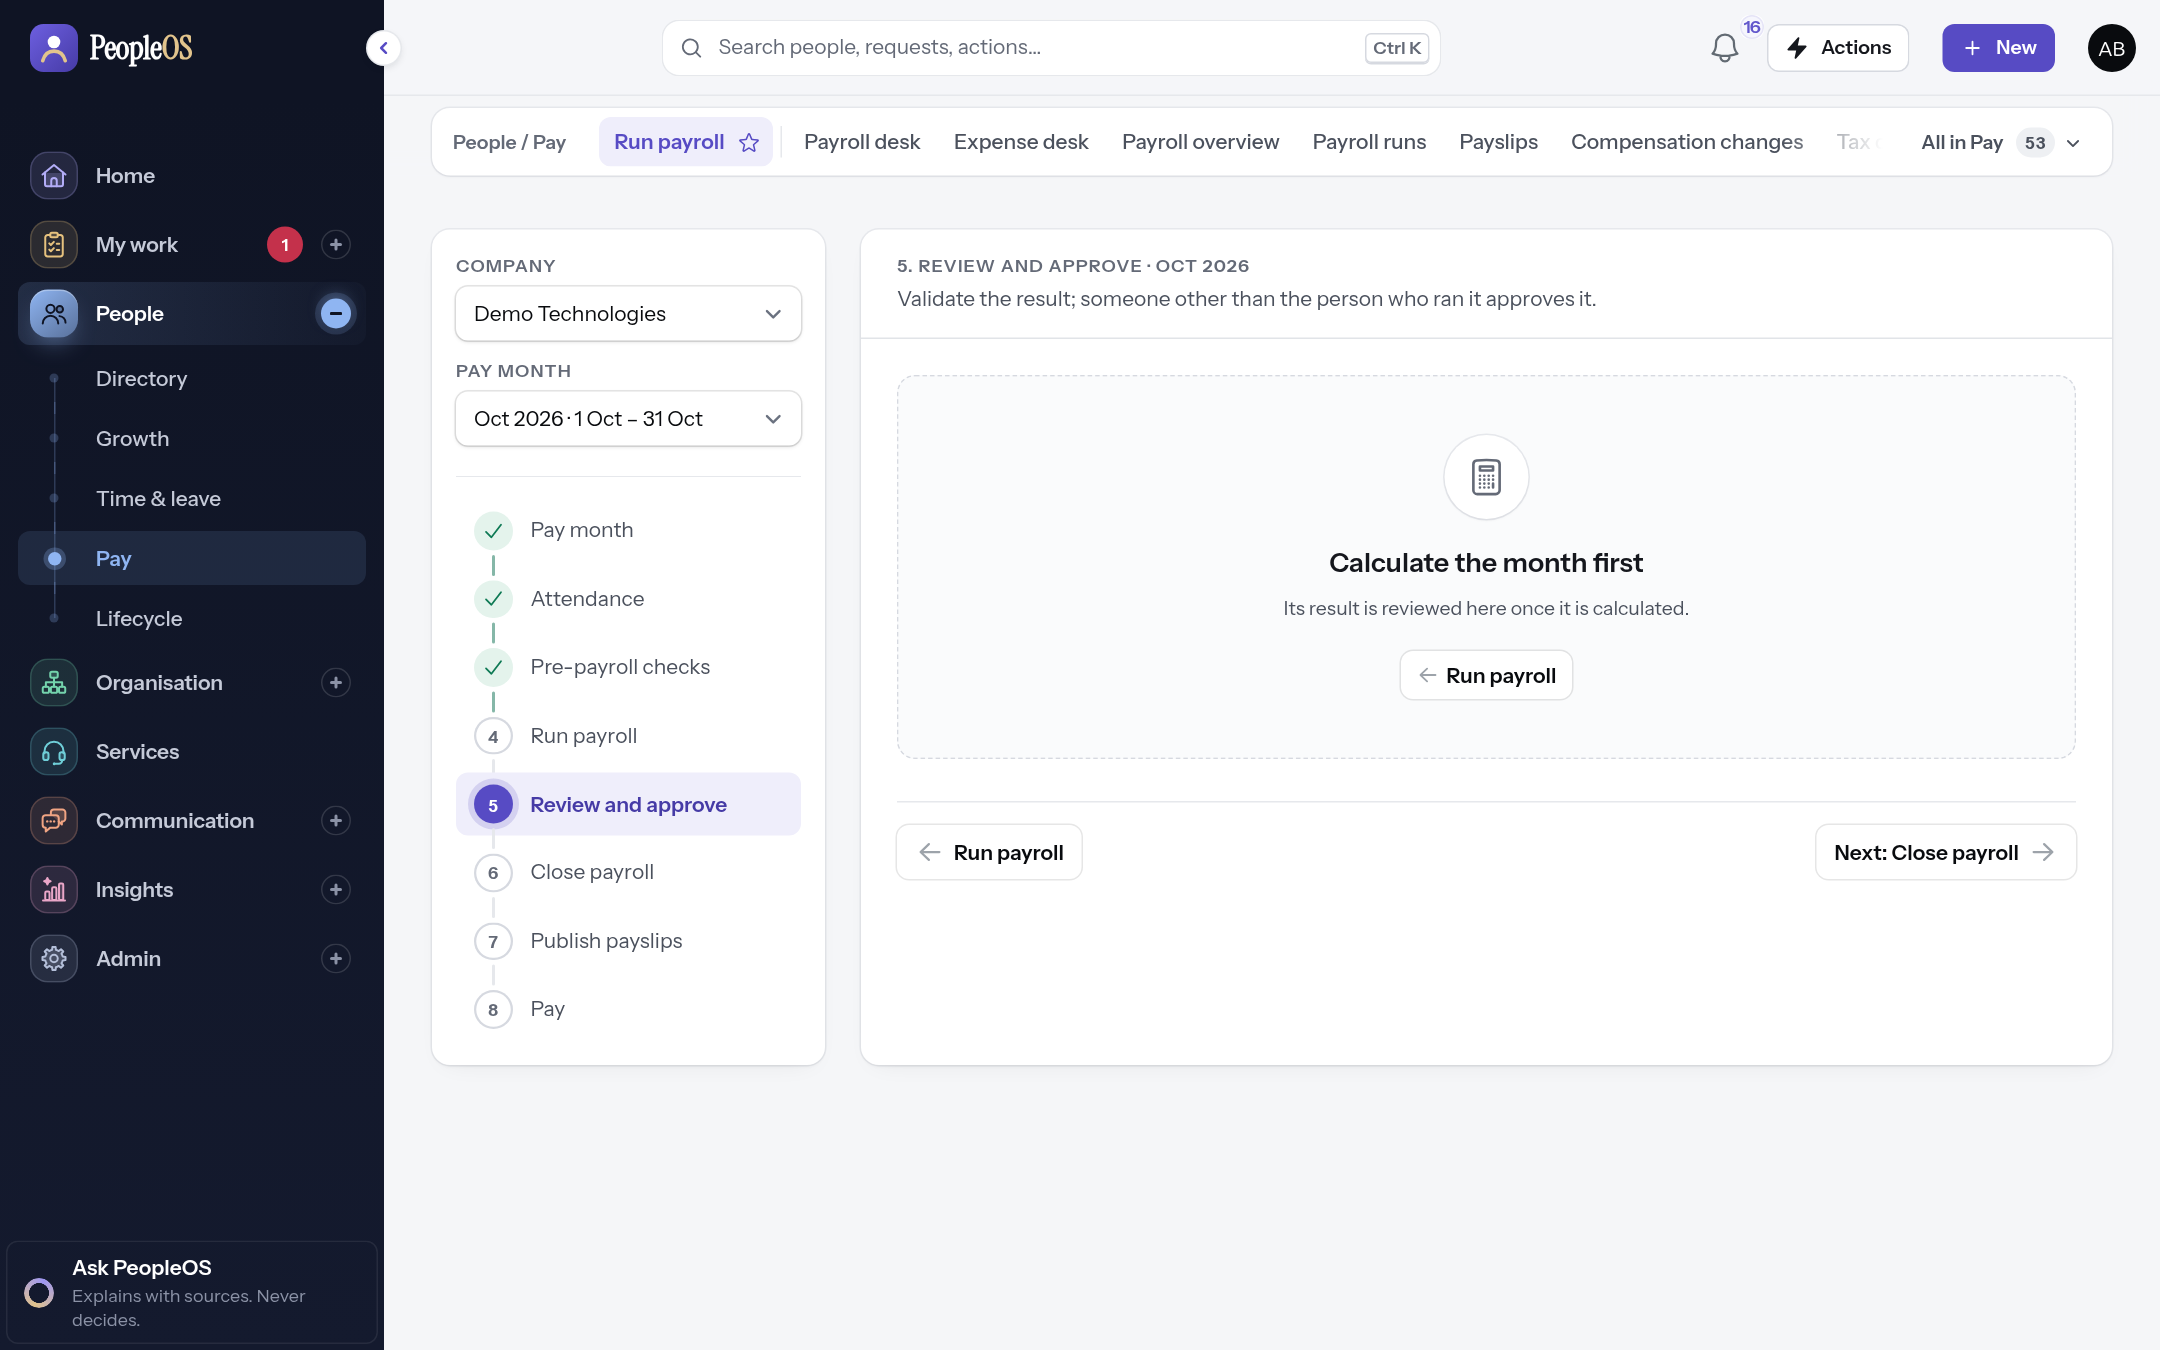 PeopleOS
Search people, requests, actions...
Ctrl K
16
Actions
New
AB
Home
My work
1
People
Directory
Growth
Time & leave
Pay
Lifecycle
Organisation
Services
Communication
Insights
Admin
Ask PeopleOS
Explains with sources. Never
decides.
People / Pay
Run payroll
Payroll desk
Expense desk
Payroll overview
Payroll runs
Payslips
Compensation changes
Tax
All in Pay
53
COMPANY
Demo Technologies
PAY MONTH
Oct 2026 · 1 Oct – 31 Oct
Pay month
Attendance
Pre-payroll checks
4
Run payroll
5
Review and approve
6
Close payroll
7
Publish payslips
8
Pay
5. REVIEW AND APPROVE · OCT 2026
Validate the result; someone other than the person who ran it approves it.
Calculate the month first
Its result is reviewed here once it is calculated.
Run payroll
Run payroll
Next: Close payroll